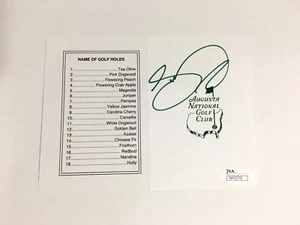 NAME OF GOLF HOLES
1 Tea Olive
2 Pink Dogwood
3 Flowering Peach
4 Flowering Crab Apple
5 Magnolia
6 Juniper
7 Pampas
8 Yellow Jasmine
9 Caroline Cherry
10 Camellia
11 White Dogwood
12 Golden Bell
13 Azalea
14 Chinese Fir
15 Firethorn
16 Redbud
17 Nandina
18 Holly
AUGUSTA
NATIONAL
GOLF
CLUB
JSA